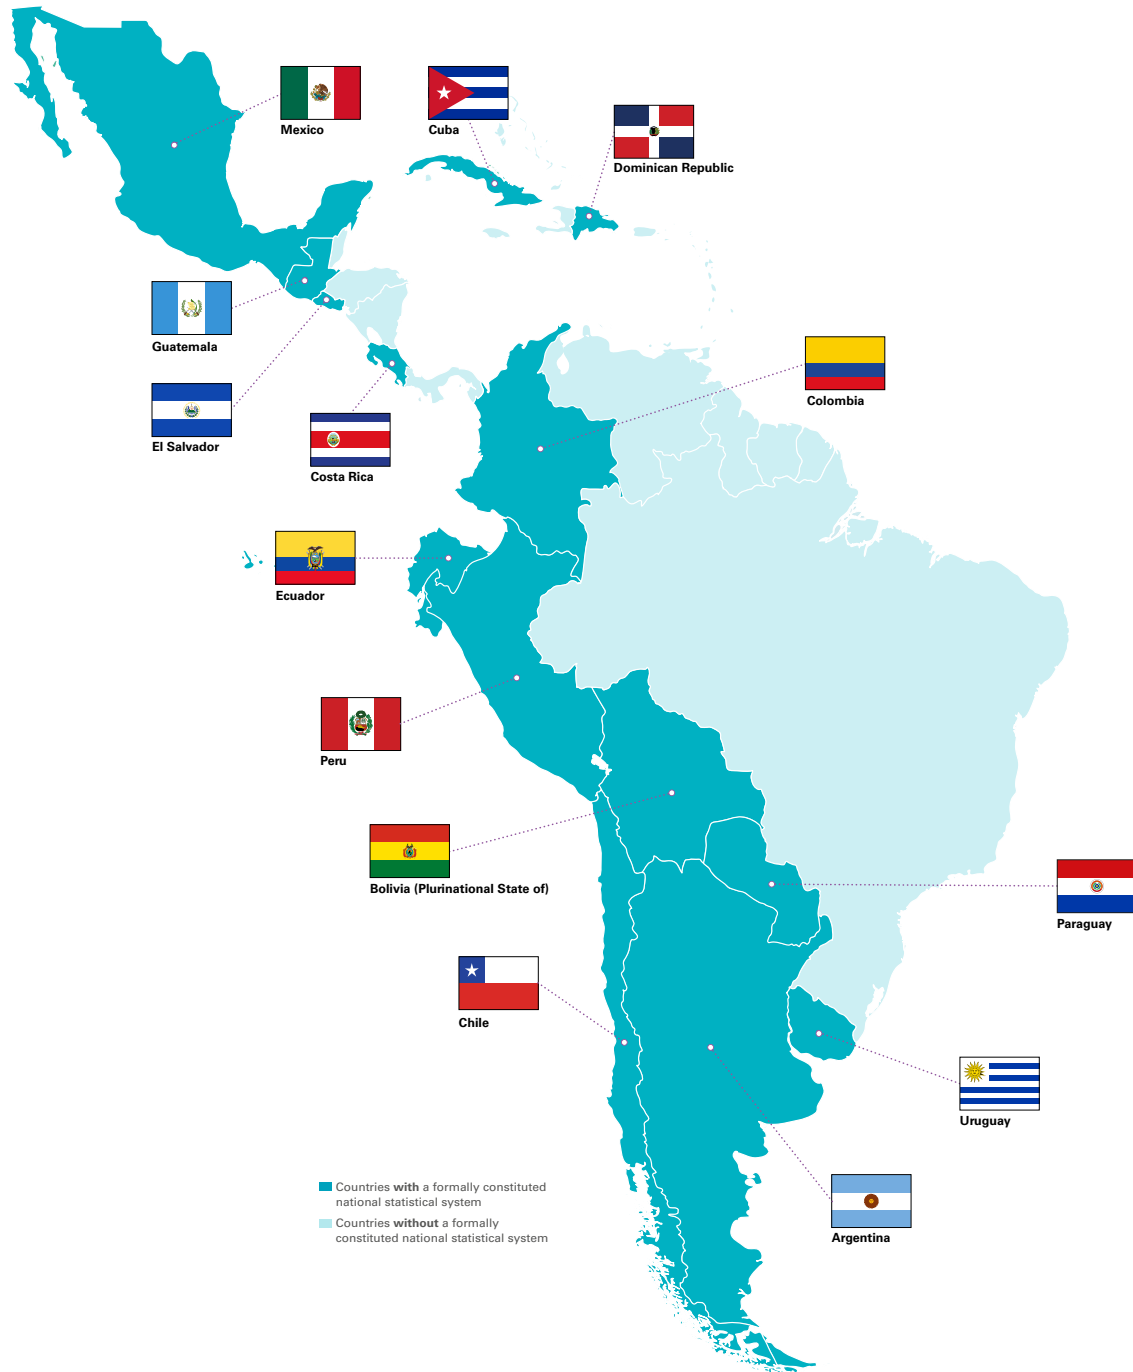 Mexico
Cuba
Dominican Republic
Guatemala
El Salvador
Costa Rica
Colombia
Ecuador
Peru
Bolivia (Plurinational State of)
Paraguay
Chile
Uruguay
Countries with a formally constituted
national statistical system
Countries without a formally
constituted national statistical system
Argentina